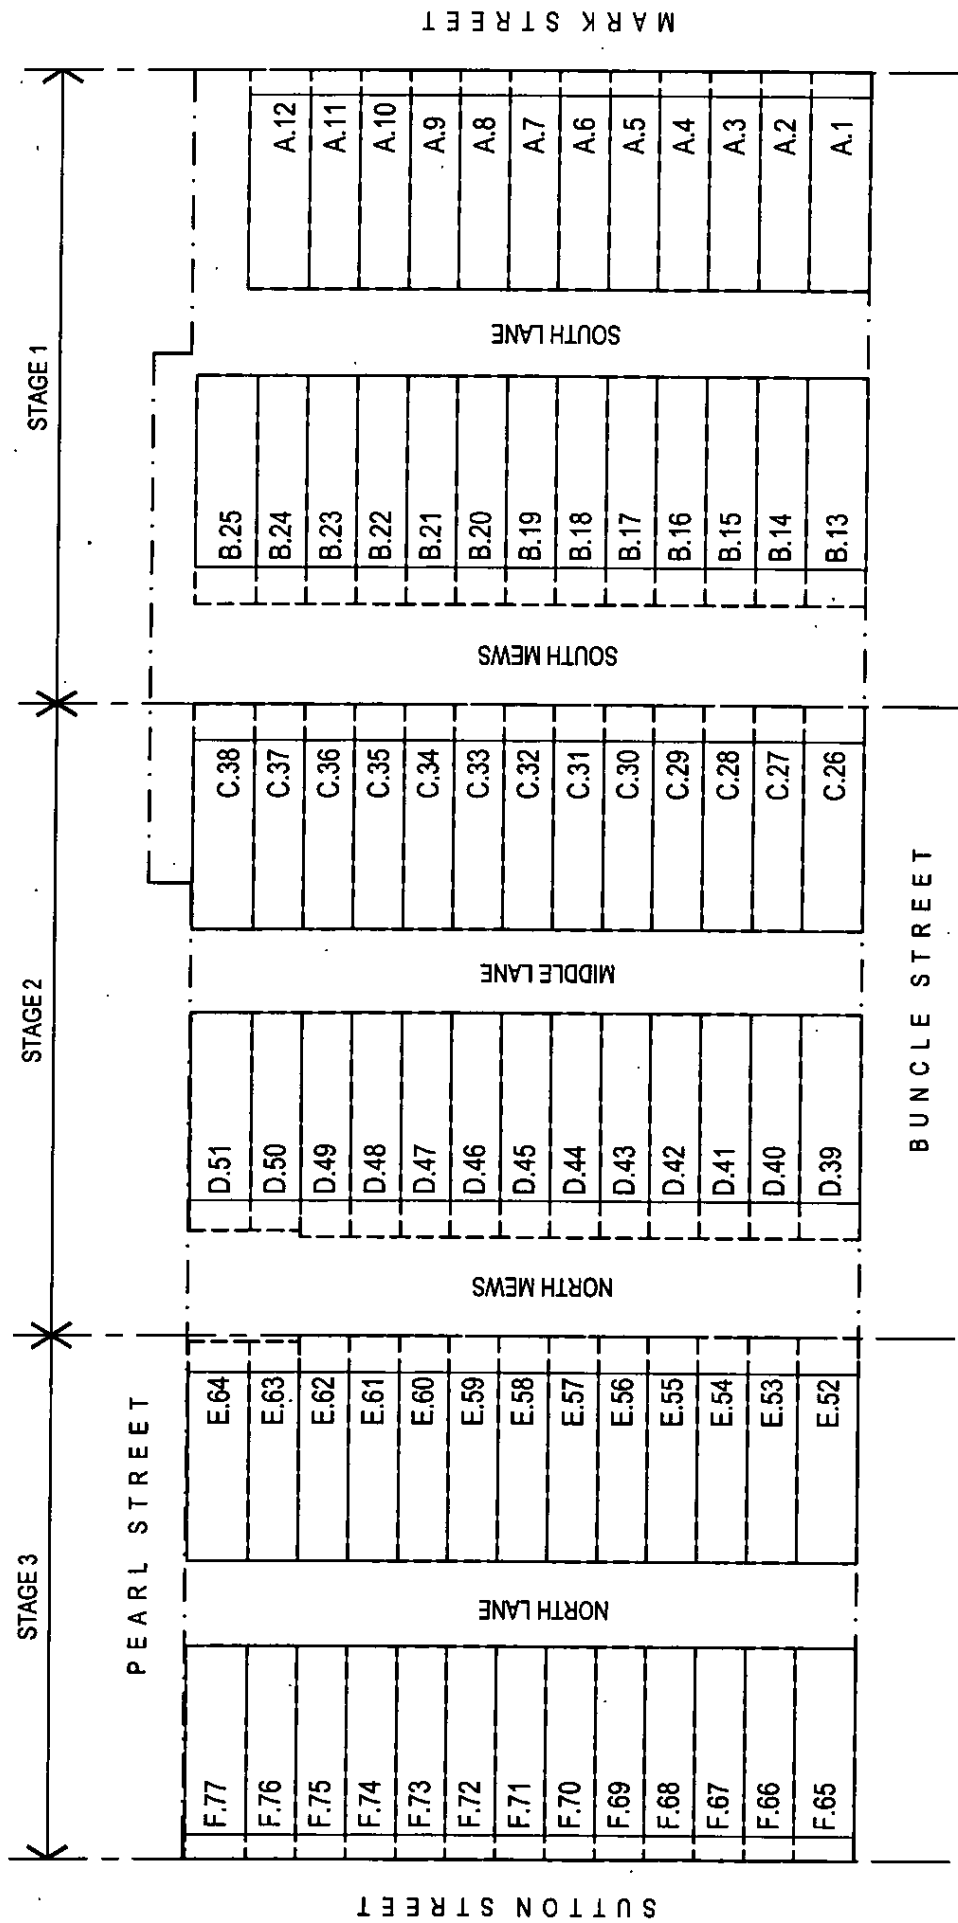 STAGE 3
STAGE 2
STAGE 1
PEARL STREET
SUTTON STREET
F.77
F.76
F.75
F.74
F.73
F.72
F.71
F.70
F.69
F.68
F.67
F.66
F.65
NORTH LANE
E.64
E.63
E.62
E.61
E.60
E.59
E.58
E.57
E.56
E.55
E.54
E.53
E.52
NORTH MEWS
D.51
D.50
D.49
D.48
D.47
D.46
D.45
D.44
D.43
D.42
D.41
D.40
D.39
MIDDLE LANE
C.38
C.37
C.36
C.35
C.34
C.33
C.32
C.31
C.30
C.29
C.28
C.27
C.26
SOUTH MEWS
B.25
B.24
B.23
B.22
B.21
B.20
B.19
B.18
B.17
B.16
B.15
B.14
B.13
SOUTH LANE
A.12
A.11
A.10
A.9
A.8
A.7
A.6
A.5
A.4
A.3
A.2
A.1
MARK STREET
BUNCLE STREET